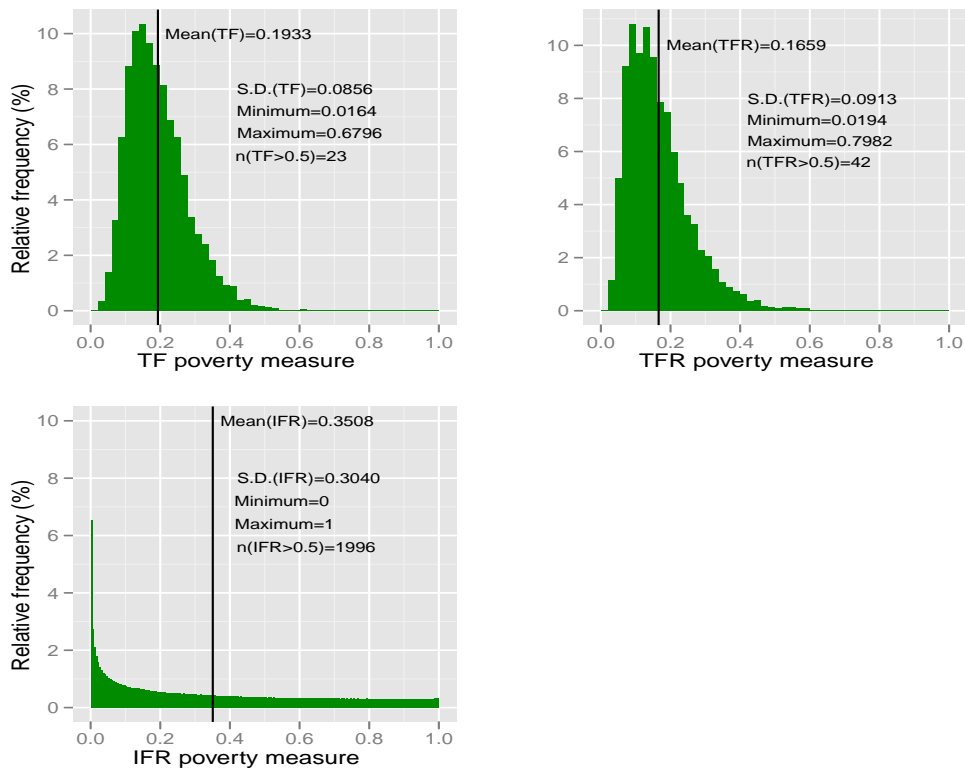 Mean(TF)=0.1933
S.D.(TF)=0.0856
Minimum=0.0164
Maximum=0.6796
n(TF>0.5)=23
10
8
6
4
2
0
Relative frequency (%)
0.0 0.2 0.4 0.6 0.8 1.0
TF poverty measure
Mean(TFR)=0.1659
S.D.(TFR)=0.0913
Minimum=0.0194
Maximum=0.7982
n(TFR>0.5)=42
10
8
6
4
2
0
0.0 0.2 0.4 0.6 0.8 1.0
TFR poverty measure
Mean(IFR)=0.3508
S.D.(IFR)=0.3040
Minimum=0
Maximum=1
n(IFR>0.5)=1996
10
8
6
4
2
0
Relative frequency (%)
0.0 0.2 0.4 0.6 0.8 1.0
IFR poverty measure